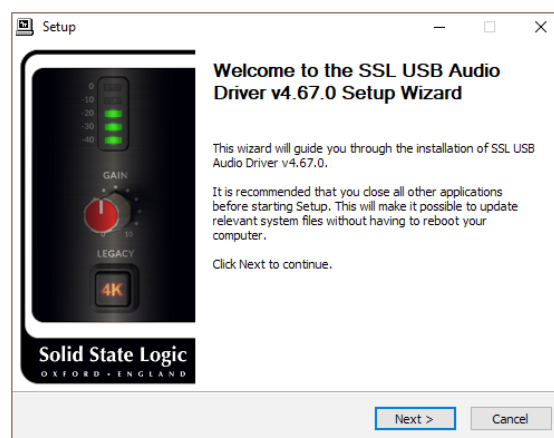 Setup
Welcome to the SSL USB Audio
Driver v4.67.0 Setup Wizard
This wizard will guide you through the installation of SSL USB
Audio Driver v4.67.0.
It is recommended that you close all other applications
before starting Setup. This will make it possible to update
relevant system files without having to reboot your
computer.
Click Next to continue.
0
-10
-20
-30
-40
GAIN
0 10
LEGACY
4K
Solid State Logic
OXFORD • ENGLAND
Next >
Cancel